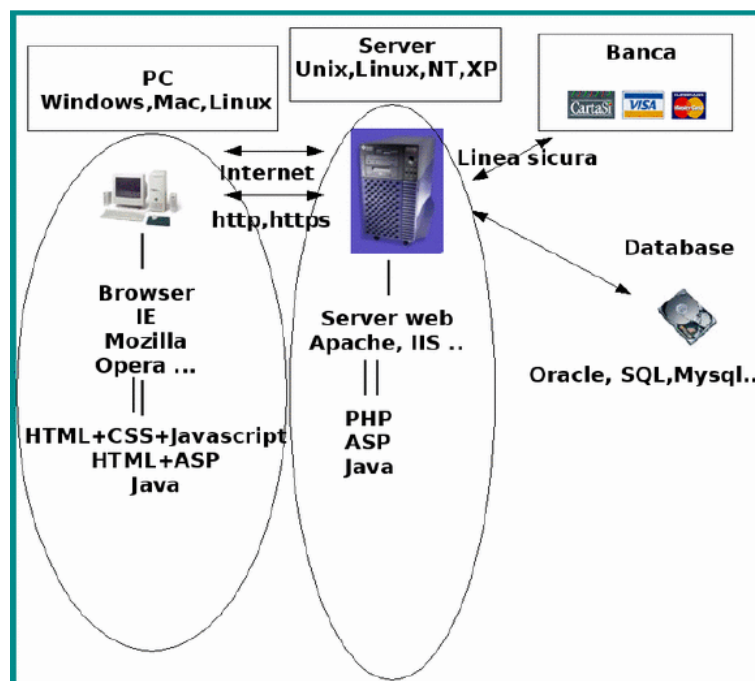 PC
Windows,Mac,Linux
Server
Unix,Linux,NT,XP
Banca
CartaSi
VISA
MasterCard
Internet
http,https
Linea sicura
Database
Oracle, SQL,Mysql..
Browser
IE
Mozilla
Opera ...
HTML+CSS+Javascript
HTML+ASP
Java
Server web
Apache, IIS ..
PHP
ASP
Java